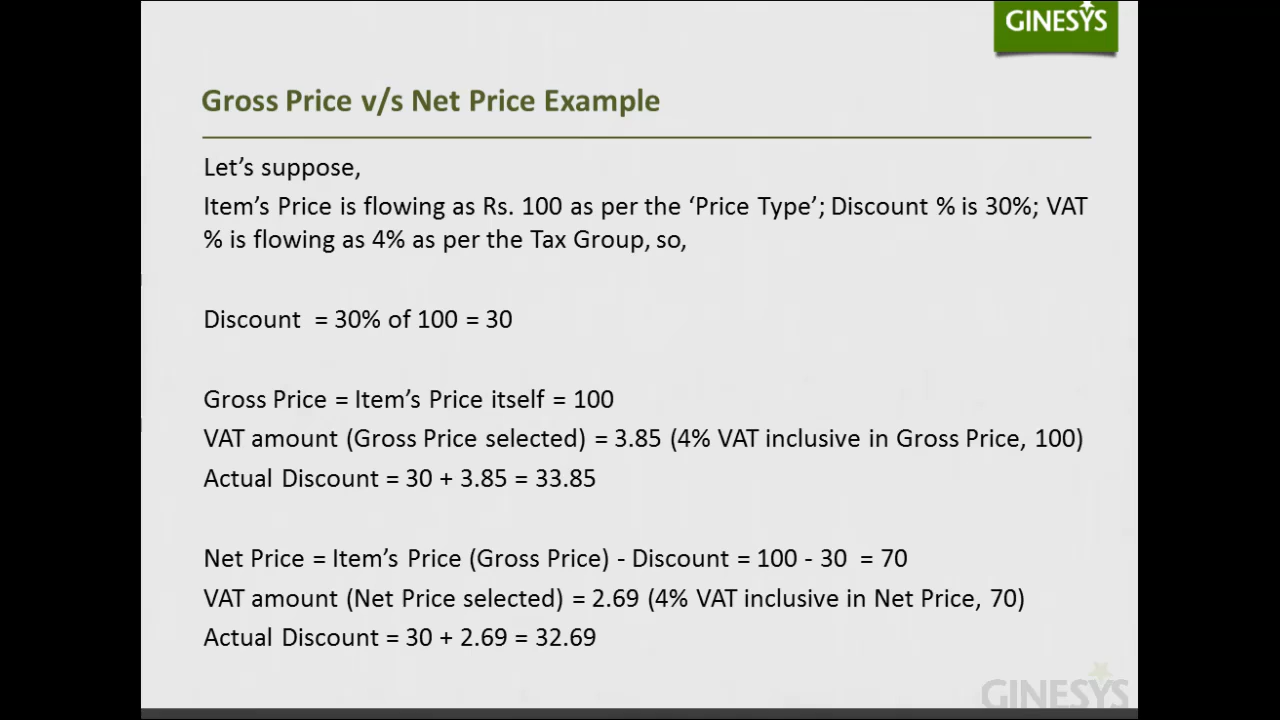 GINESYS
Gross Price v/s Net Price Example
Let’s suppose,
Item’s Price is flowing as Rs. 100 as per the ‘Price Type’; Discount % is 30%; VAT
% is flowing as 4% as per the Tax Group, so,
Discount = 30% of 100 = 30
Gross Price = Item’s Price itself = 100
VAT amount (Gross Price selected) = 3.85 (4% VAT inclusive in Gross Price, 100)
Actual Discount = 30 + 3.85 = 33.85
Net Price = Item’s Price (Gross Price) - Discount = 100 - 30 = 70
VAT amount (Net Price selected) = 2.69 (4% VAT inclusive in Net Price, 70)
Actual Discount = 30 + 2.69 = 32.69
GINESYS